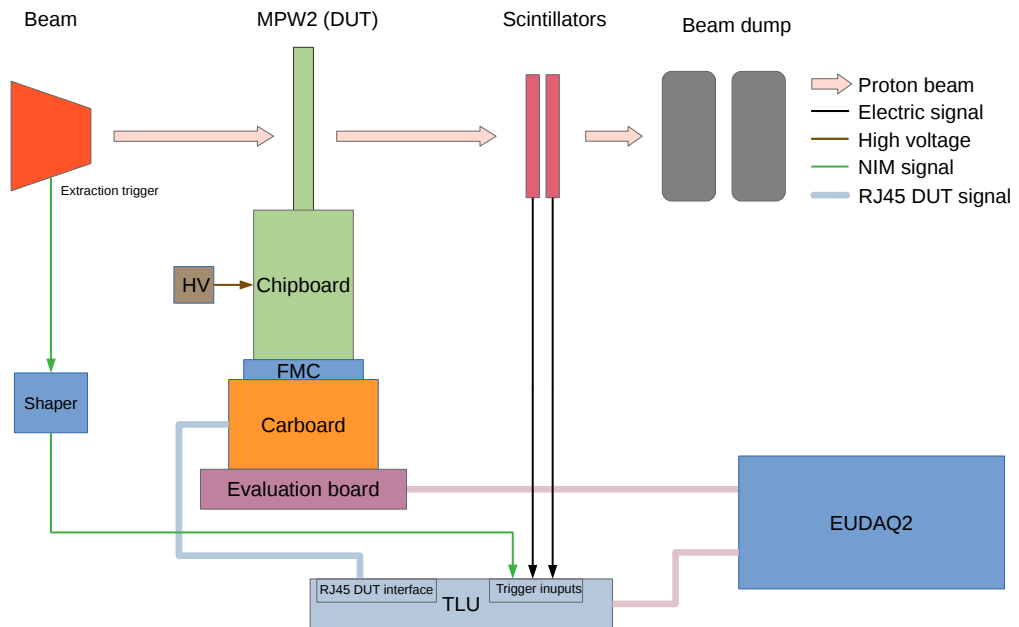 Beam
MPW2 (DUT)
Scintillators
Beam dump
Proton beam
Electric signal
High voltage
NIM signal
RJ45 DUT signal
Extraction trigger
HV
Chipboard
FMC
Shaper
Carboard
Evaluation board
EUDAQ2
RJ45 DUT interface
Trigger inuputs
TLU